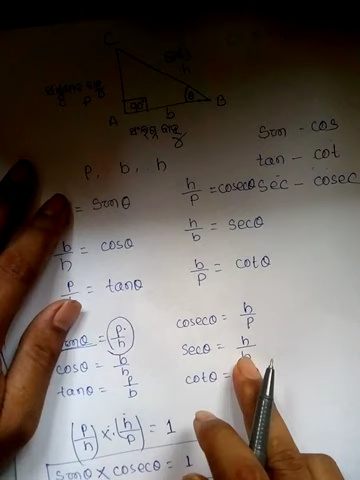 C
h
P
90°
θ
A
b
B
Sin - cos
tan - cot
sec - cosec
P, b, h
= Sinθ
h/P = cosecθ
b/h = cosθ
h/b = secθ
P/b = tanθ
b/P = cotθ
Sinθ = P/h
cosecθ = h/P
cosθ = b/h
secθ = h/b
tanθ = P/b
cotθ =
(P/h) × (h/P) = 1
Sinθ × cosecθ = 1